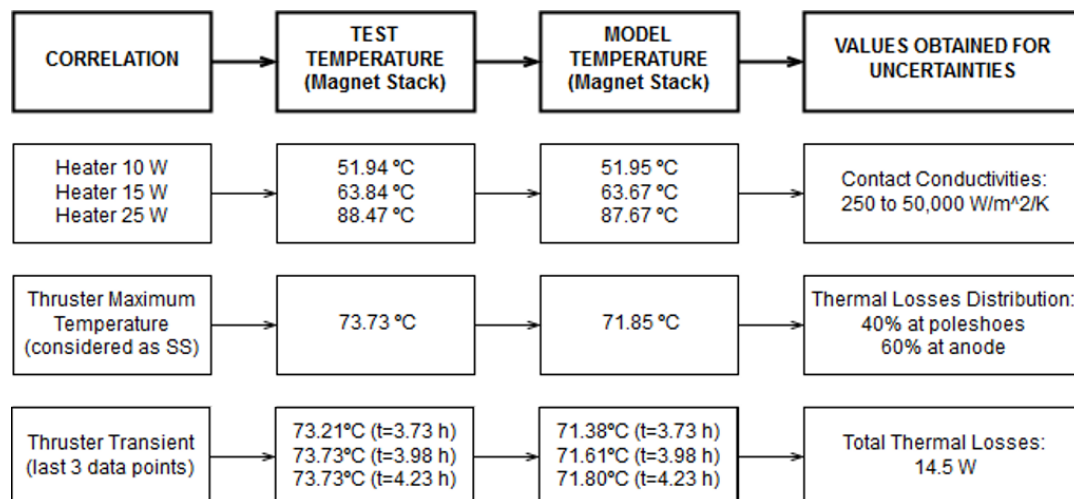 CORRELATION
TEST
TEMPERATURE
(Magnet Stack)
MODEL
TEMPERATURE
(Magnet Stack)
VALUES OBTAINED FOR
UNCERTAINTIES
Heater 10 W
Heater 15 W
Heater 25 W
51.94 ºC
63.84 ºC
88.47 ºC
51.95 ºC
63.67 ºC
87.67 ºC
Contact Conductivities:
250 to 50,000 W/m^2/K
Thruster Maximum
Temperature
(considered as SS)
73.73 ºC
71.85 ºC
Thermal Losses Distribution:
40% at poleshoes
60% at anode
Thruster Transient
(last 3 data points)
73.21ºC (t=3.73 h)
73.73ºC (t=3.98 h)
73.73ºC (t=4.23 h)
71.38ºC (t=3.73 h)
71.61ºC (t=3.98 h)
71.80ºC (t=4.23 h)
Total Thermal Losses:
14.5 W